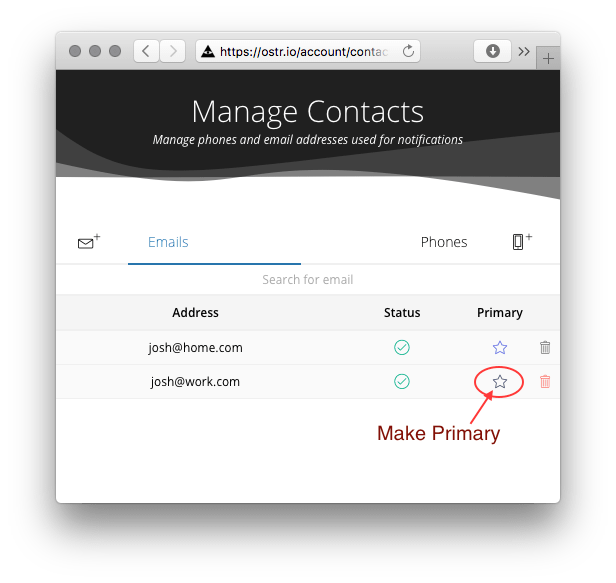 https://ostr.io/account/contac
Manage Contacts
Manage phones and email addresses used for notifications
Emails
Phones
Search for email
Address Status Primary
josh@home.com
josh@work.com
Make Primary